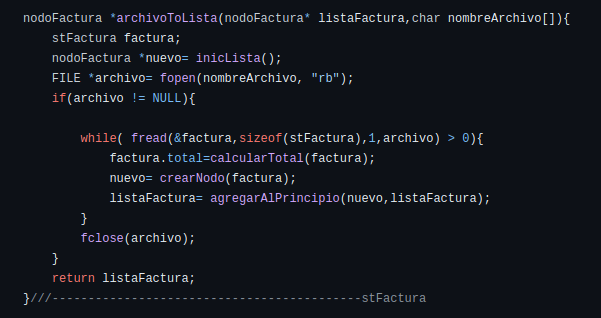 nodoFactura *archivoToLista(nodoFactura* listaFactura,char nombreArchivo[]){
    stFactura factura;
    nodoFactura *nuevo= inicLista();
    FILE *archivo= fopen(nombreArchivo, "rb");
    if(archivo != NULL){
        while( fread(&factura,sizeof(stFactura),1,archivo) > 0){
            factura.total=calcularTotal(factura);
            nuevo= crearNodo(factura);
            listaFactura= agregarAlPrincipio(nuevo,listaFactura);
        }
        fclose(archivo);
    }
    return listaFactura;
}///-------------------------------------------stFactura